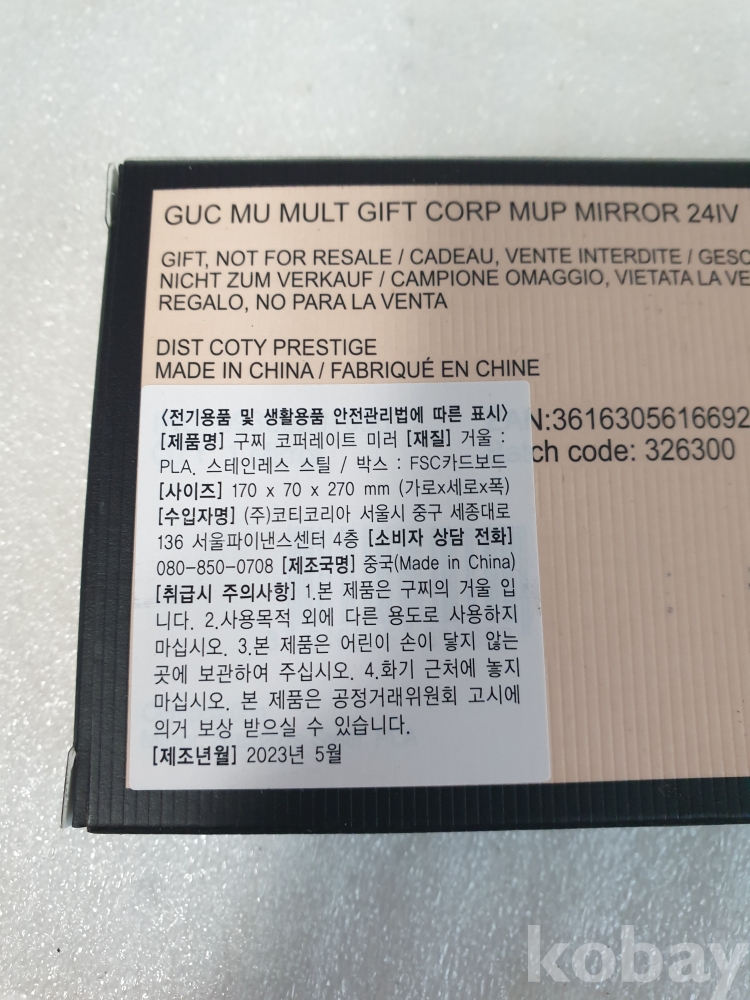 GUC MU MULT GIFT CORP MUP MIRROR 24IV
GIFT, NOT FOR RESALE / CADEAU, VENTE INTERDITE / GESC
NICHT ZUM VERKAUF / CAMPIONE OMAGGIO, VIETATA LA VE
REGALO, NO PARA LA VENTA
DIST COTY PRESTIGE
MADE IN CHINA / FABRIQUÉ EN CHINE
N:3616305616692
tch code: 326300
<전기용품 및 생활용품 안전관리법에 따른 표시>
[제품명] 구찌 코퍼레이트 미러 [재질] 거울 :
PLA. 스테인레스 스틸 / 박스 : FSC카드보드
[사이즈] 170 x 70 x 270 mm (가로x세로x폭)
[수입자명] (주)코티코리아 서울시 중구 세종대로
136 서울파이낸스센터 4층 [소비자 상담 전화]
080-850-0708 [제조국명] 중국(Made in China)
[취급시 주의사항] 1.본 제품은 구찌의 거울 입
니다. 2.사용목적 외에 다른 용도로 사용하지
마십시오. 3.본 제품은 어린이 손이 닿지 않는
곳에 보관하여 주십시오. 4.화기 근처에 놓지
마십시오. 본 제품은 공정거래위원회 고시에
의거 보상 받으실 수 있습니다.
[제조년월] 2023년 5월
kobay